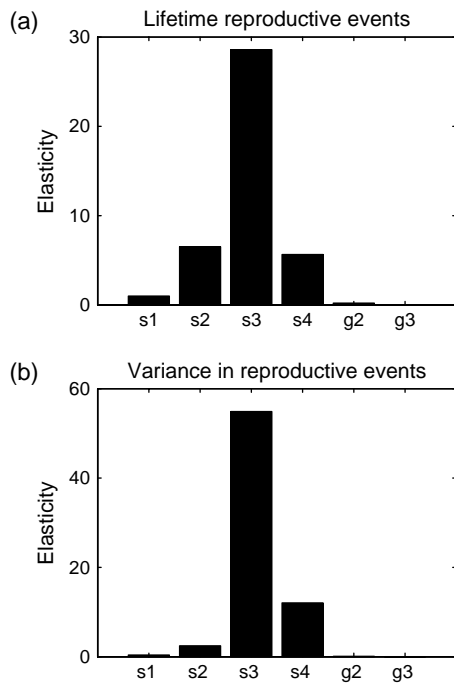 (a) Lifetime reproductive events
30
20
10
0
Elasticity
s1 s2 s3 s4 g2 g3
(b) Variance in reproductive events
60
40
20
0
Elasticity
s1 s2 s3 s4 g2 g3